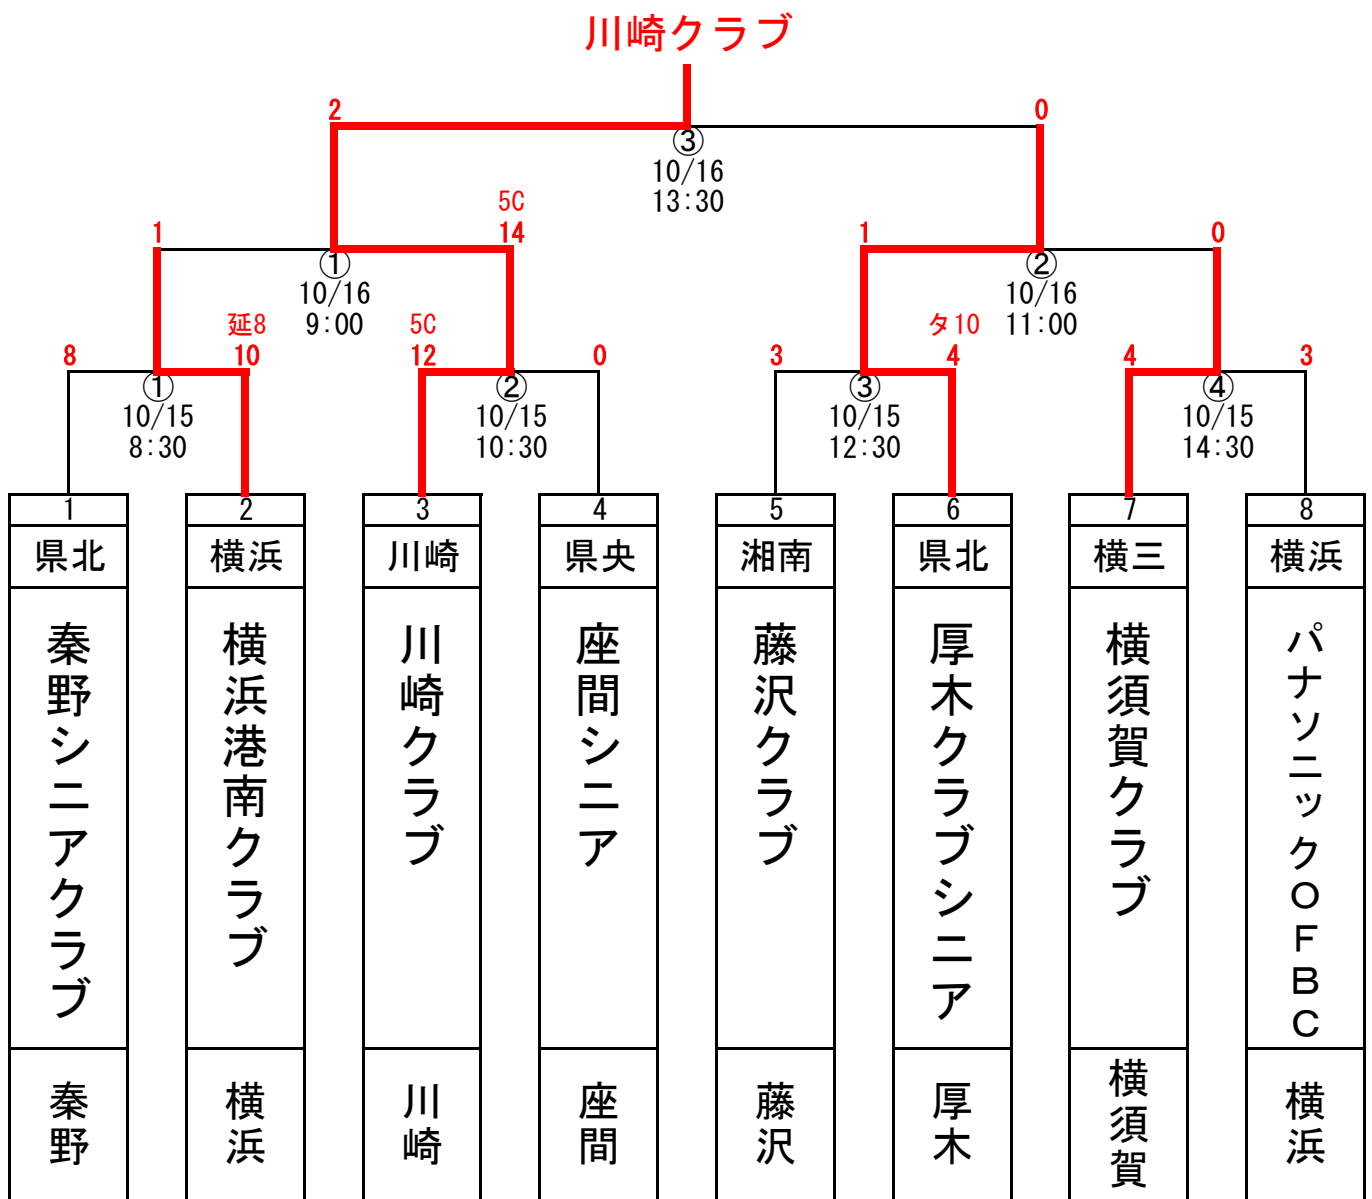 川崎クラブ
2 0
③
10/16
13:30
5C
1 14 1 0
① ②
10/16 10/16
延8 9:00 5C タ10 11:00
8 10 12 0 3 4 4 3
① ② ③ ④
10/15 10/15 10/15 10/15
8:30 10:30 12:30 14:30
1 2 3 4 5 6 7 8
県北 横浜 川崎 県央 湘南 県北 横三 横浜
秦野シニアクラブ
横浜港南クラブ
川崎クラブ
座間シニア
藤沢クラブ
厚木クラブシニア
横須賀クラブ
パナソニックOFBC
秦野
横浜
川崎
座間
藤沢
厚木
横須賀
横浜